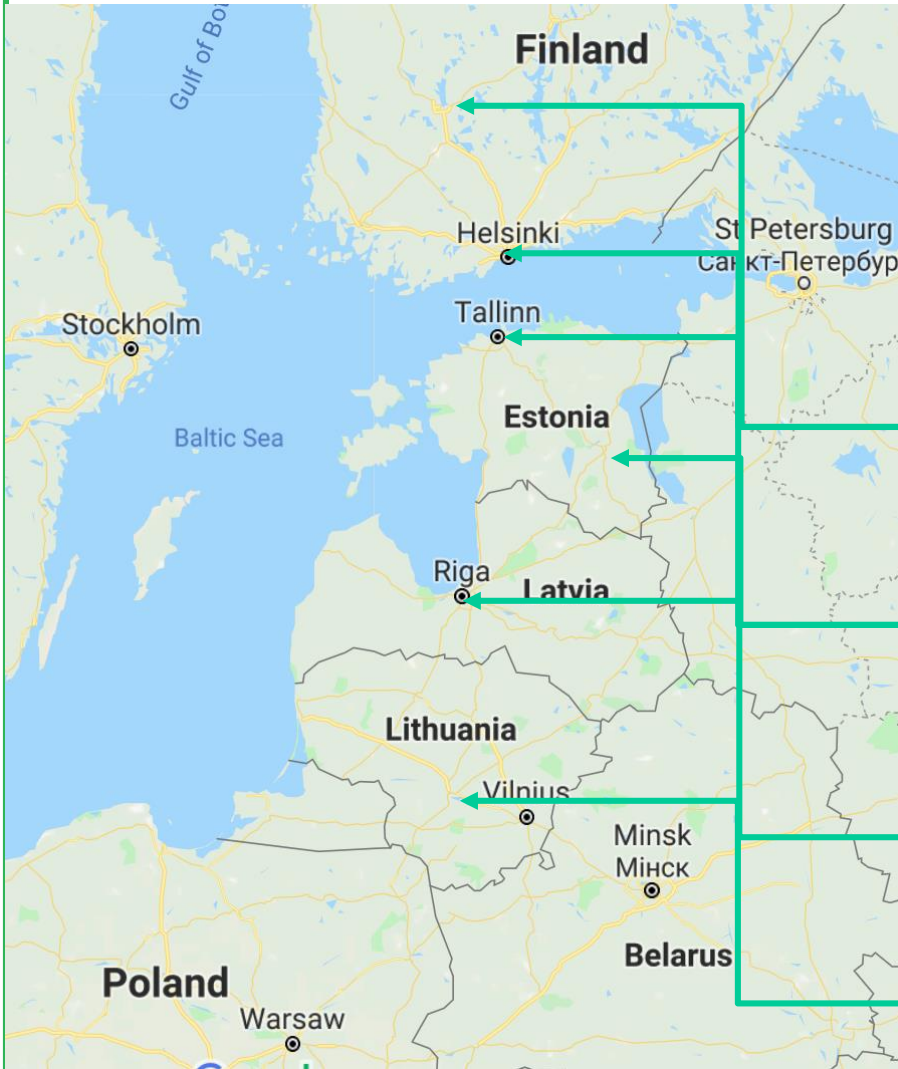 Finland
Gulf of Bot
Helsinki
St Petersburg
Санкт-Петербур
Tallinn
Stockholm
Estonia
Baltic Sea
Riga
Latvia
Lithuania
Vilnius
Minsk
Мінск
Belarus
Poland
Warsaw